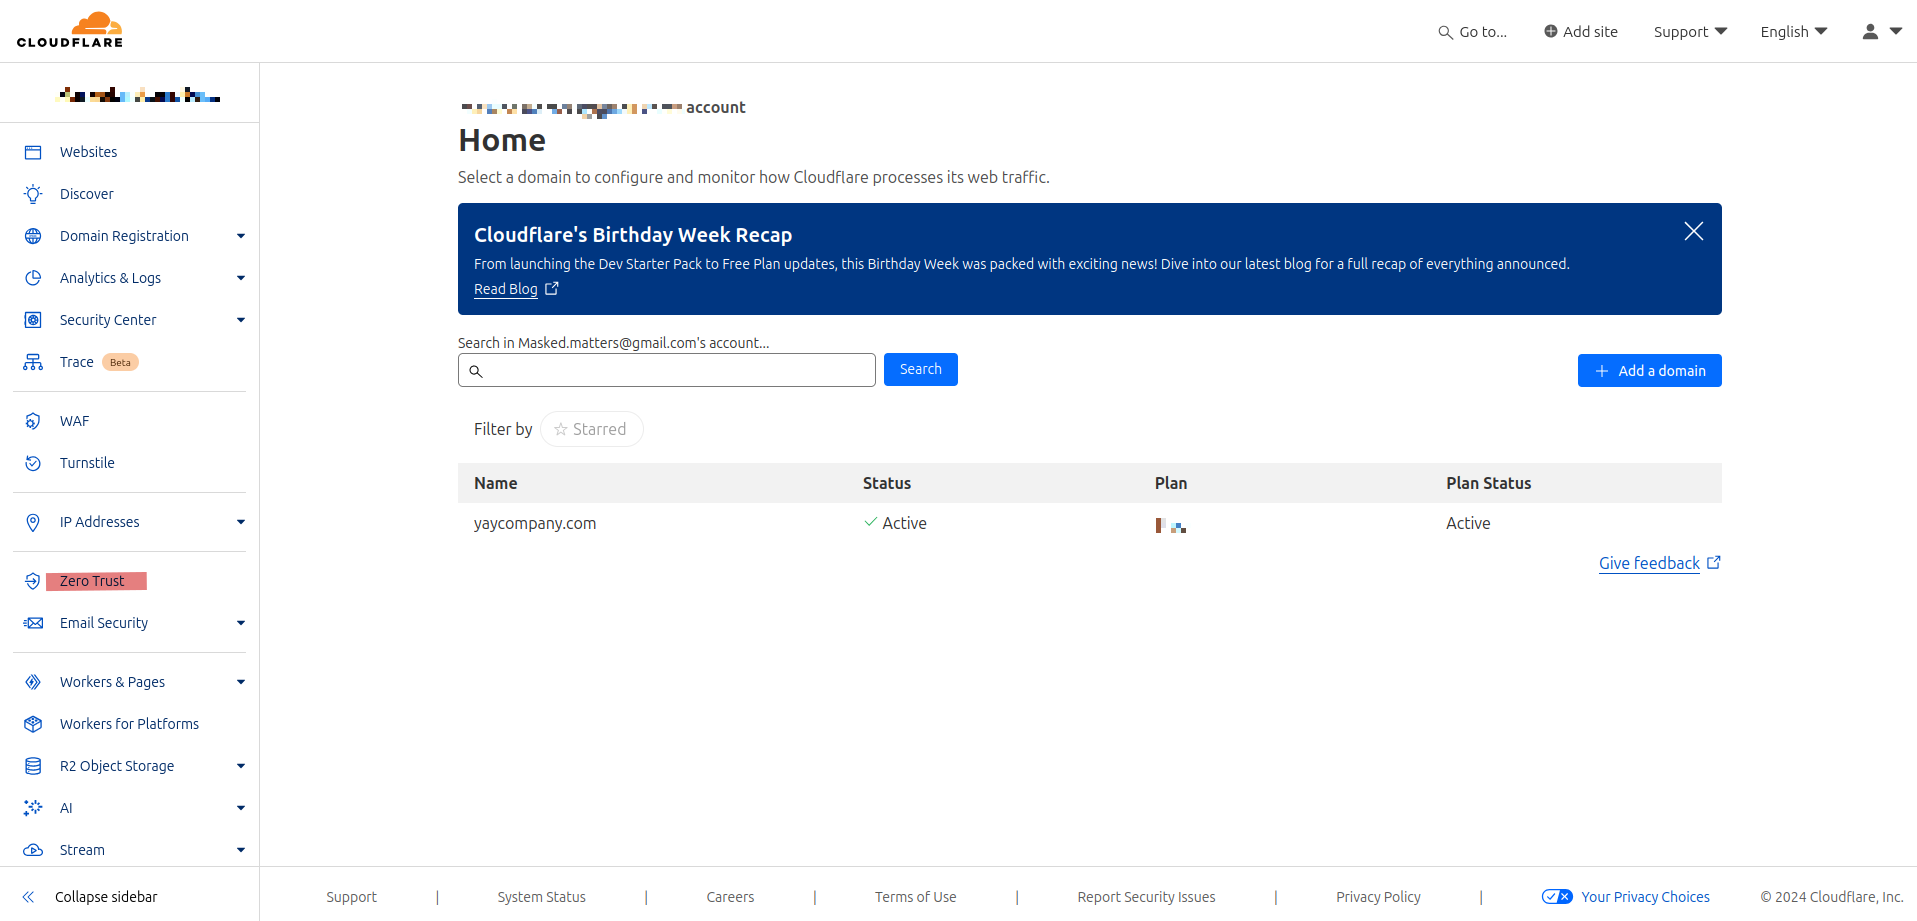 CLOUDFLARE
Go to...
Add site
Support
English
Websites
Discover
Domain Registration
Analytics & Logs
Security Center
Trace Beta
WAF
Turnstile
IP Addresses
Zero Trust
Email Security
Workers & Pages
Workers for Platforms
R2 Object Storage
AI
Stream
Collapse sidebar
account
Home
Select a domain to configure and monitor how Cloudflare processes its web traffic.
Cloudflare's Birthday Week Recap
From launching the Dev Starter Pack to Free Plan updates, this Birthday Week was packed with exciting news! Dive into our latest blog for a full recap of everything announced.
Read Blog
Search in Masked.matters@gmail.com's account...
Search
Add a domain
Filter by Starred
Name Status Plan Plan Status
yaycompany.com Active Active
Give feedback
Support | System Status | Careers | Terms of Use | Report Security Issues | Privacy Policy | Your Privacy Choices © 2024 Cloudflare, Inc.